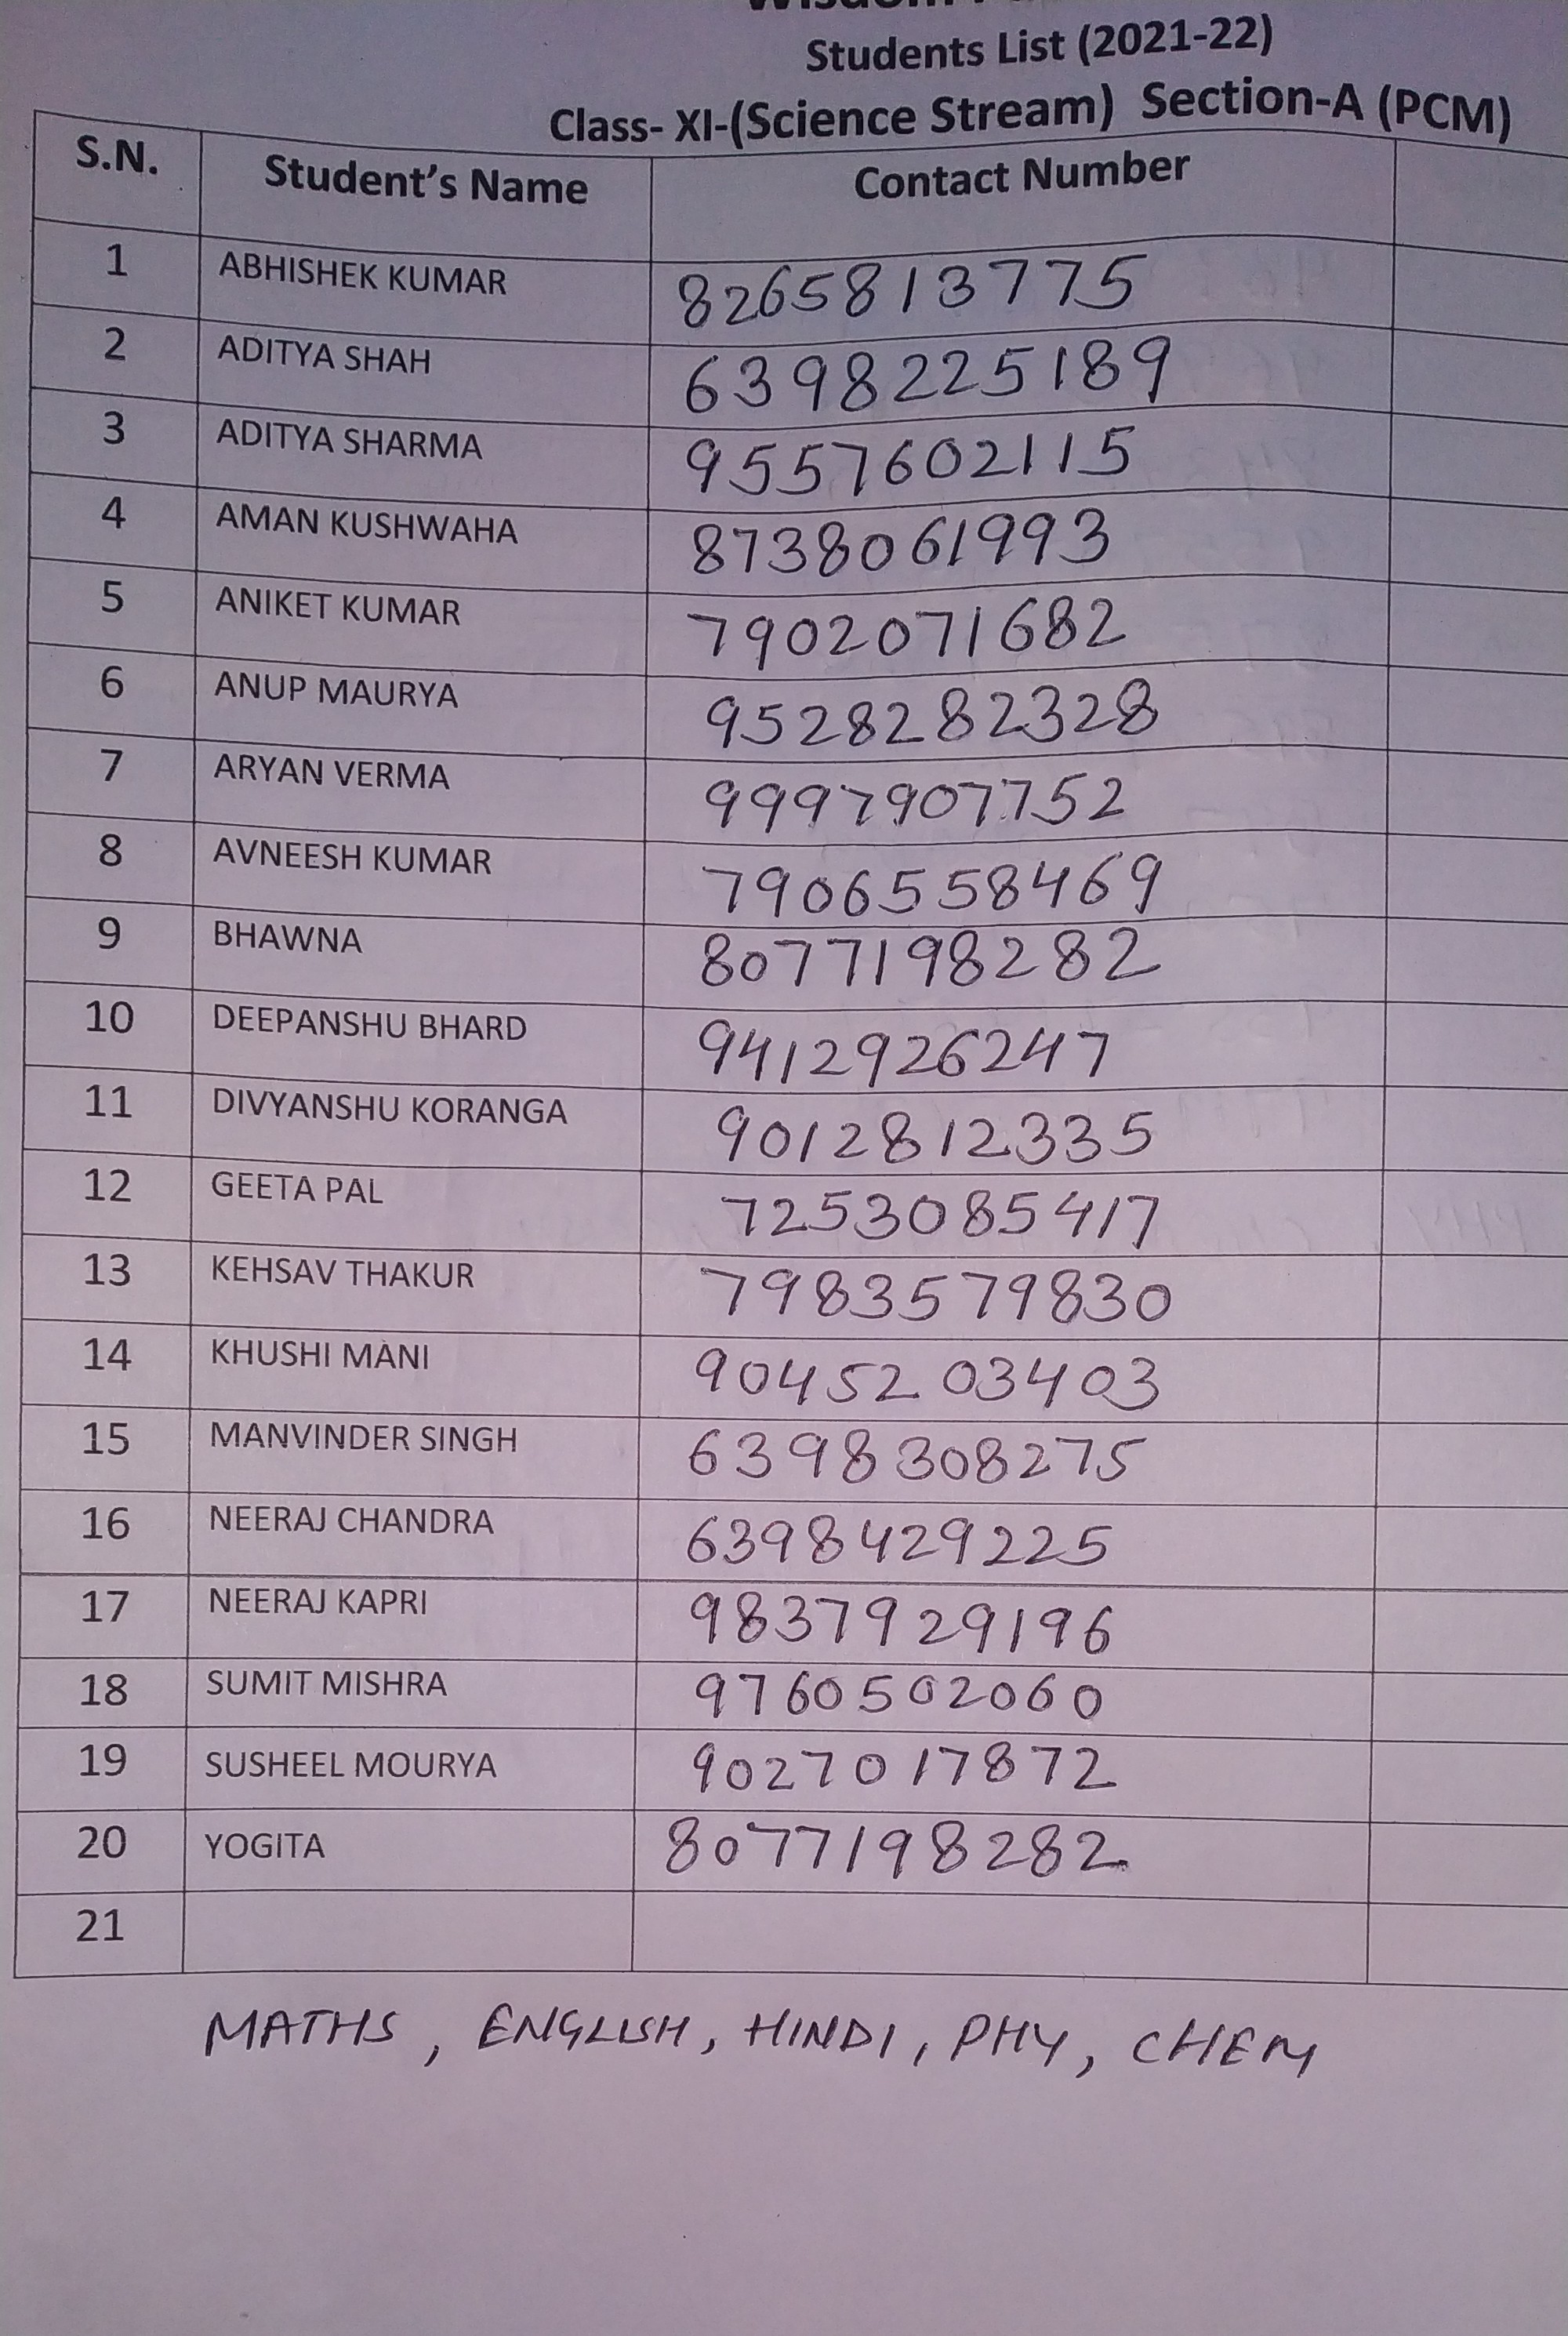 Students List (2021-22)
Class- XI-(Science Stream) Section-A (PCM)
S.N. Student's Name Contact Number
1 ABHISHEK KUMAR 8265813775
2 ADITYA SHAH 6398225189
3 ADITYA SHARMA 9557602115
4 AMAN KUSHWAHA 8738061993
5 ANIKET KUMAR 7902071682
6 ANUP MAURYA 9528282328
7 ARYAN VERMA 9997907752
8 AVNEESH KUMAR 7906558469
9 BHAWNA 8077198282
10 DEEPANSHU BHARD 9412926247
11 DIVYANSHU KORANGA 9012812335
12 GEETA PAL 7253085417
13 KEHSAV THAKUR 7983579830
14 KHUSHI MANI 9045203403
15 MANVINDER SINGH 6398308275
16 NEERAJ CHANDRA 6398429225
17 NEERAJ KAPRI 9837929196
18 SUMIT MISHRA 9760502060
19 SUSHEEL MOURYA 9027017872
20 YOGITA 8077198282
21
MATHS, ENGLISH, HINDI, PHY, CHEM